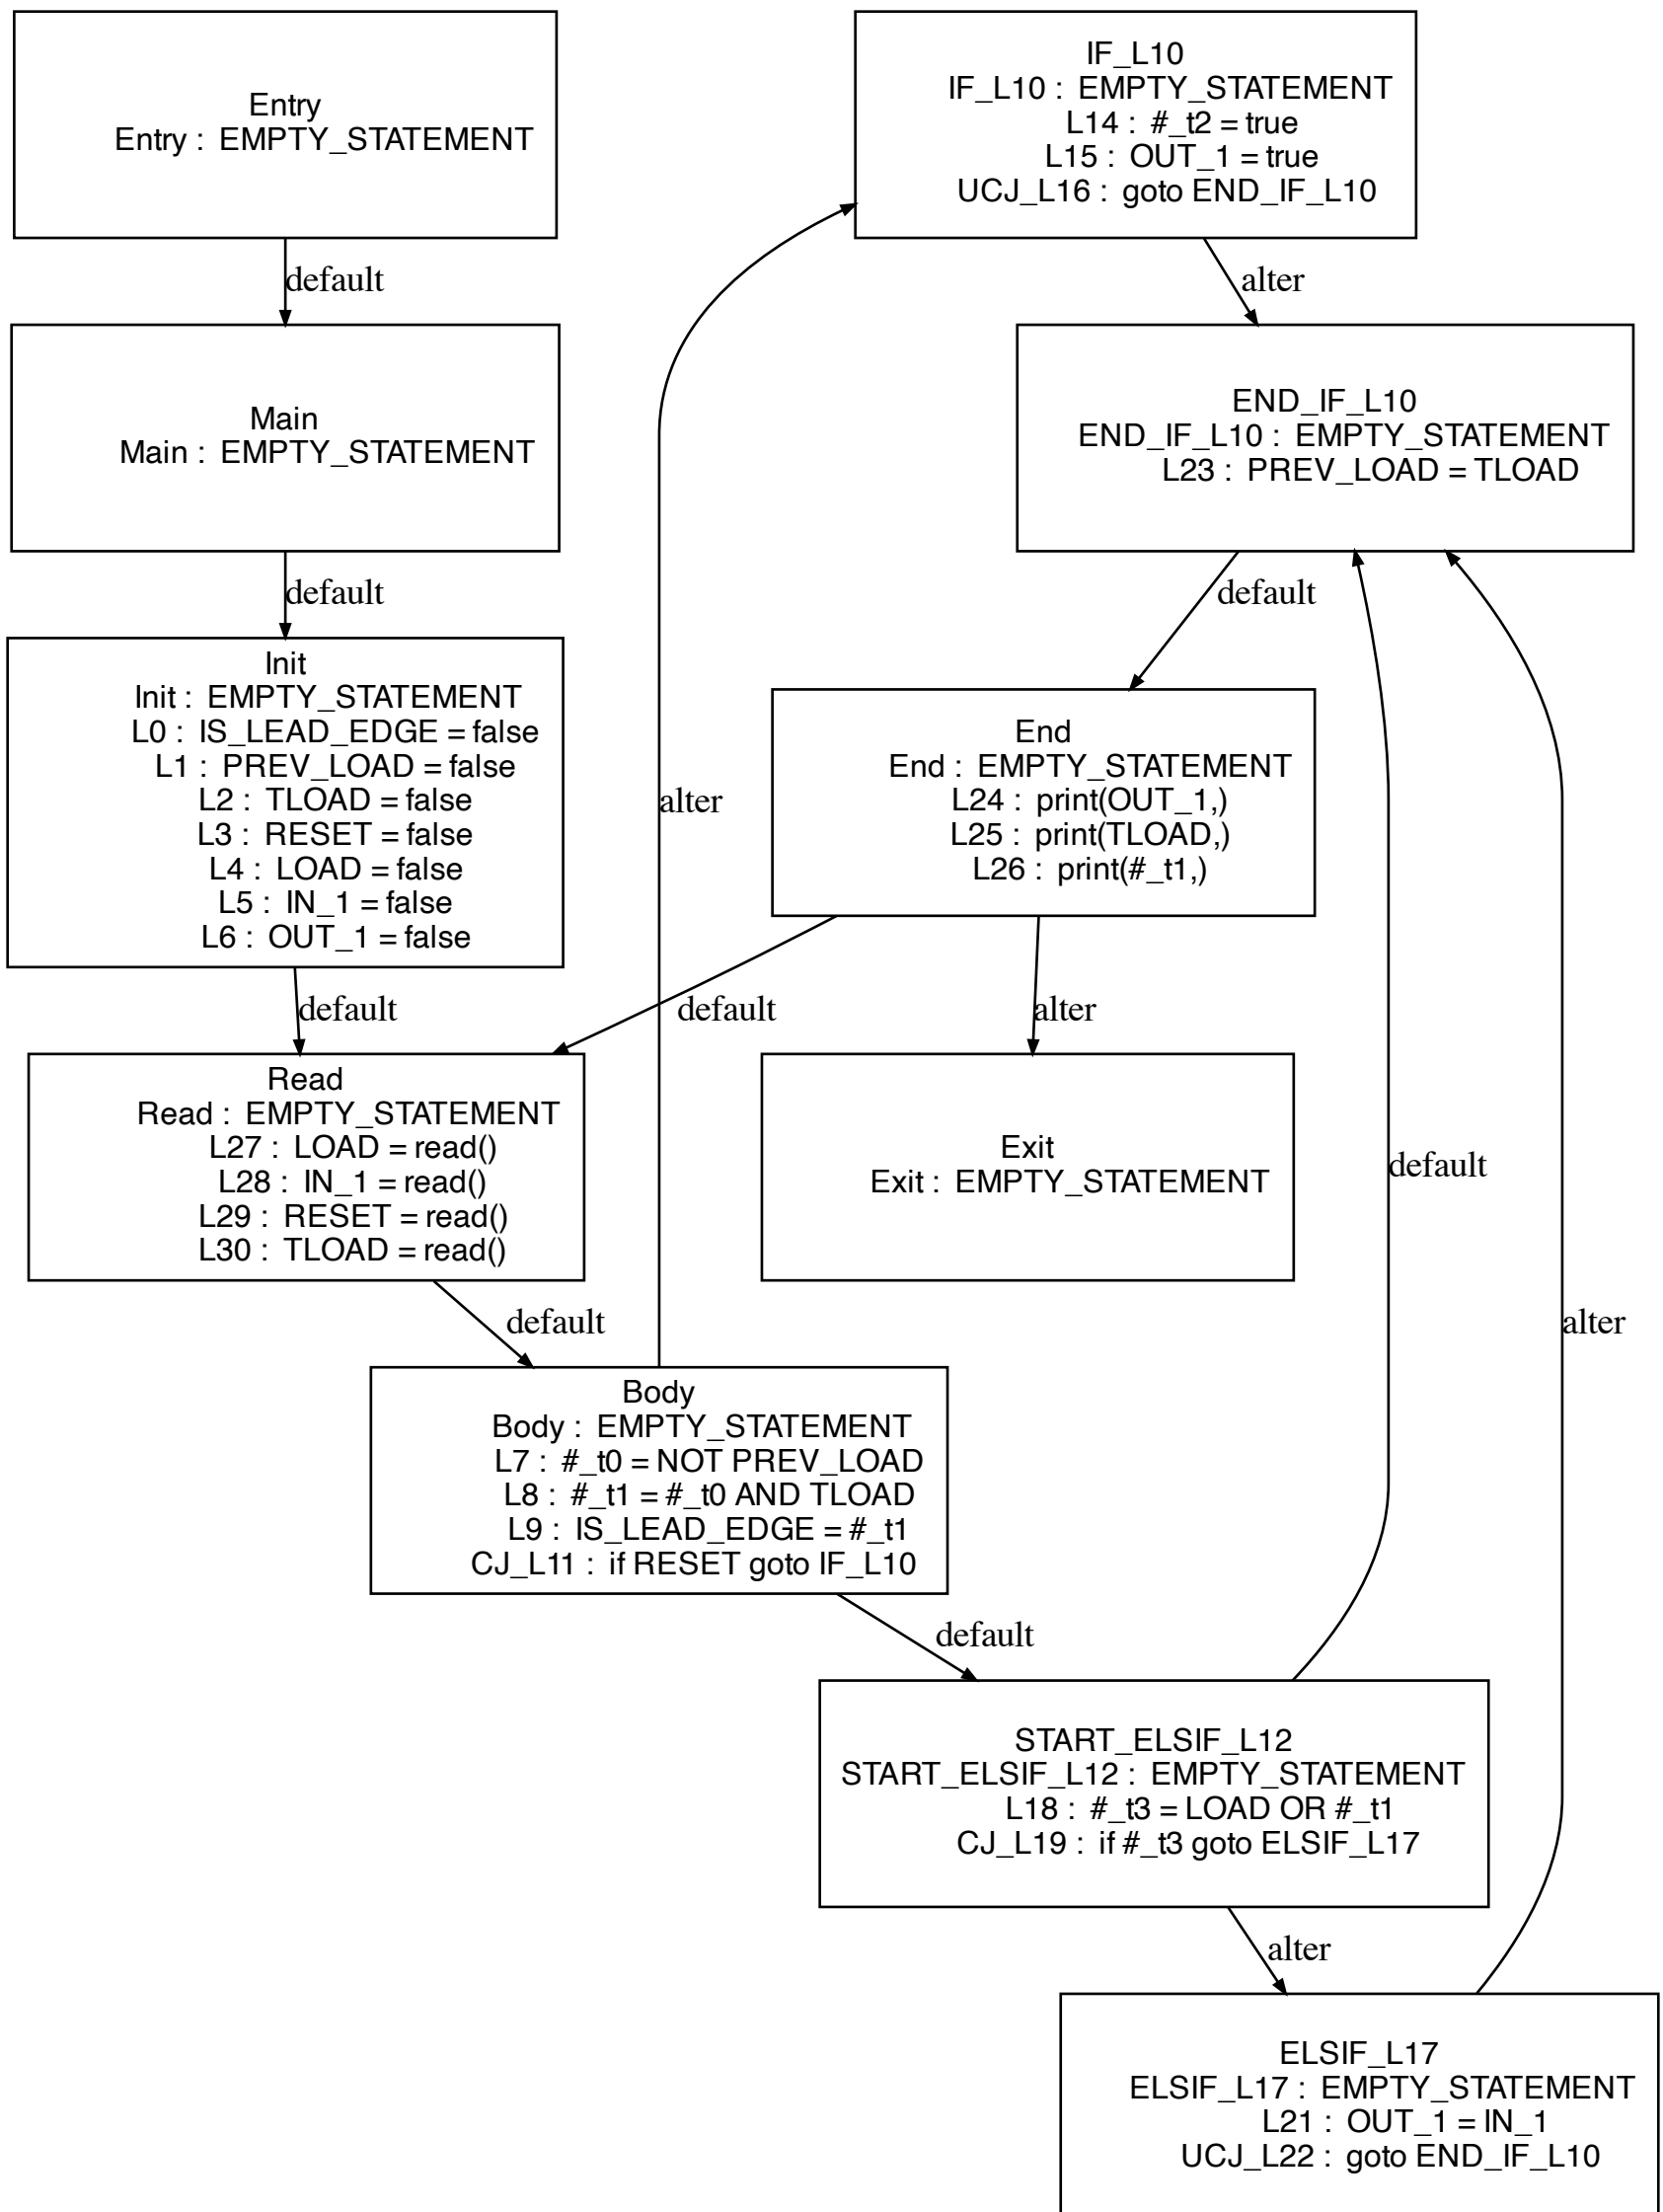 Entry
Entry : EMPTY_STATEMENT
default
Main
Main : EMPTY_STATEMENT
default
Init
Init : EMPTY_STATEMENT
L0 : IS_LEAD_EDGE = false
L1 : PREV_LOAD = false
L2 : TLOAD = false
L3 : RESET = false
L4 : LOAD = false
L5 : IN_1 = false
L6 : OUT_1 = false
default
Read
Read : EMPTY_STATEMENT
L27 : LOAD = read()
L28 : IN_1 = read()
L29 : RESET = read()
L30 : TLOAD = read()
default
Body
Body : EMPTY_STATEMENT
L7 : #_t0 = NOT PREV_LOAD
L8 : #_t1 = #_t0 AND TLOAD
L9 : IS_LEAD_EDGE = #_t1
CJ_L11 : if RESET goto IF_L10
alter
default
IF_L10
IF_L10 : EMPTY_STATEMENT
L14 : #_t2 = true
L15 : OUT_1 = true
UCJ_L16 : goto END_IF_L10
alter
END_IF_L10
END_IF_L10 : EMPTY_STATEMENT
L23 : PREV_LOAD = TLOAD
default
End
End : EMPTY_STATEMENT
L24 : print(OUT_1,)
L25 : print(TLOAD,)
L26 : print(#_t1,)
default
alter
Exit
Exit : EMPTY_STATEMENT
START_ELSIF_L12
START_ELSIF_L12 : EMPTY_STATEMENT
L18 : #_t3 = LOAD OR #_t1
CJ_L19 : if #_t3 goto ELSIF_L17
default
alter
ELSIF_L17
ELSIF_L17 : EMPTY_STATEMENT
L21 : OUT_1 = IN_1
UCJ_L22 : goto END_IF_L10
alter